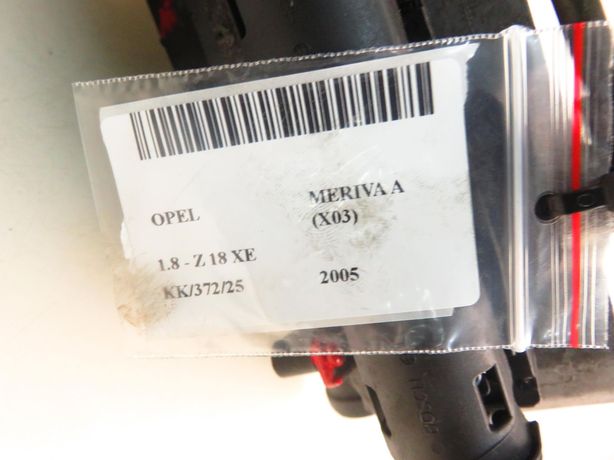 OPEL MERIVA A
(X03)
1.8 - Z 18 XE
KK/372/25 2005